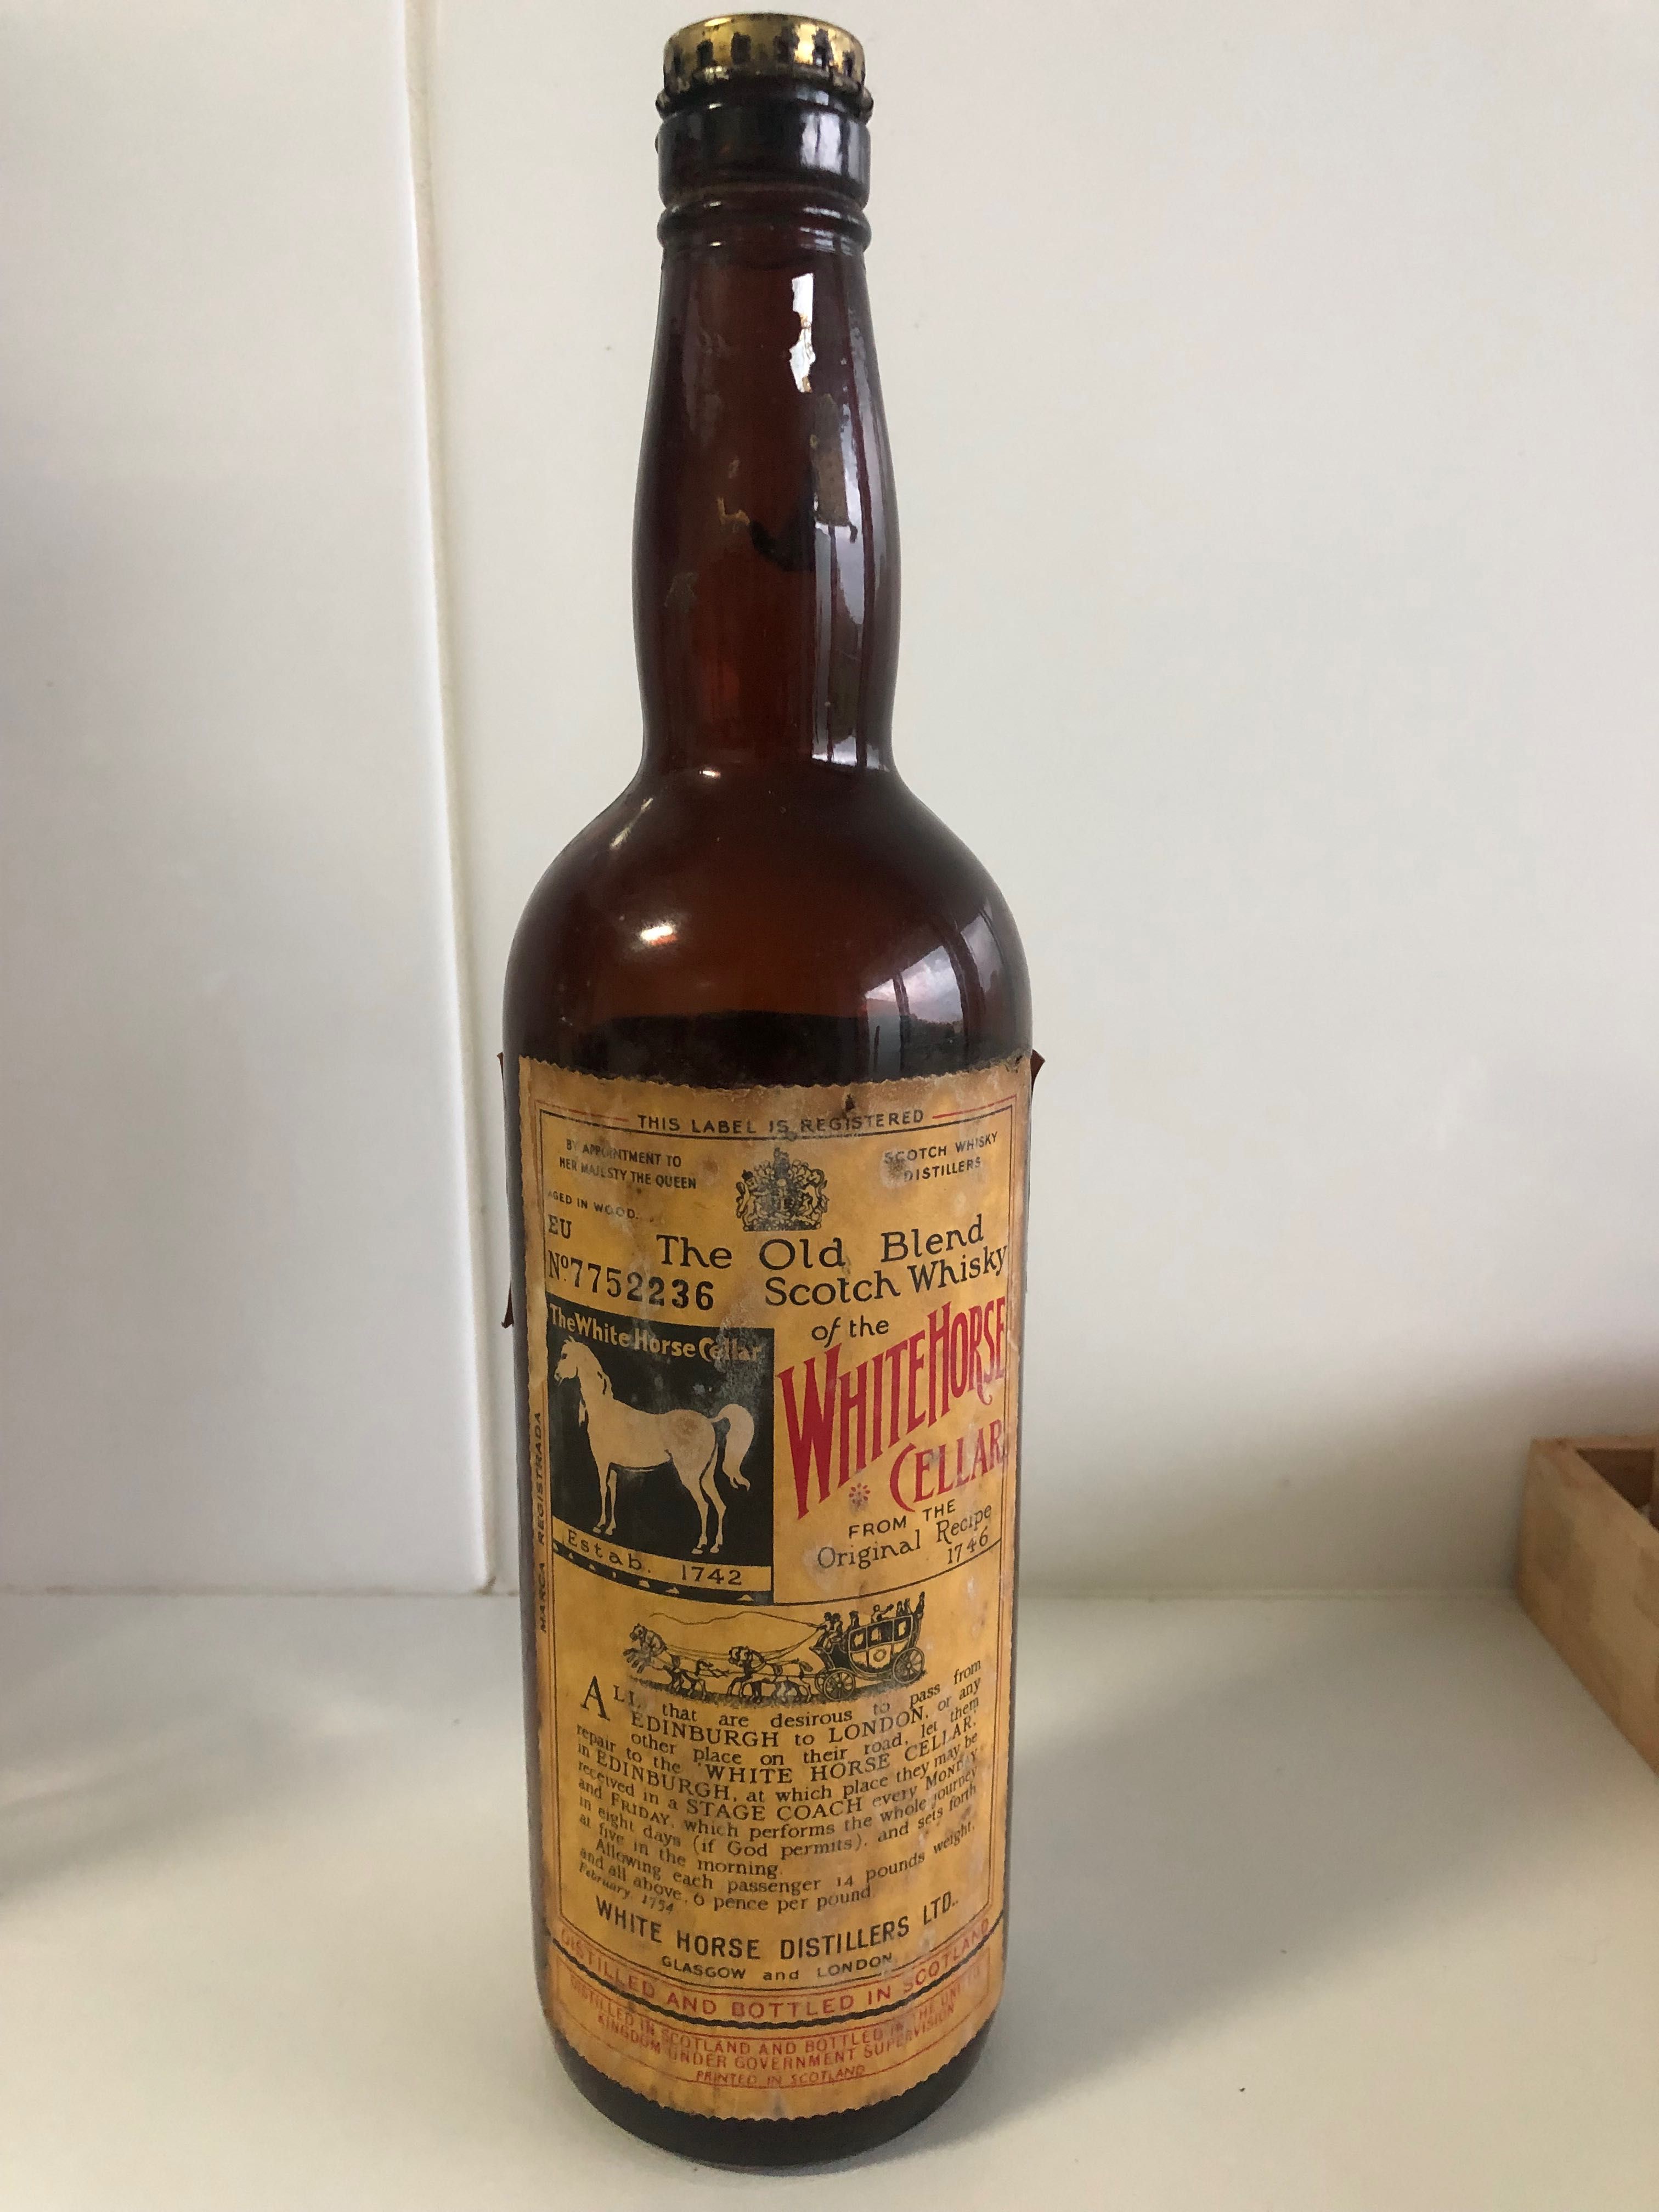 THIS LABEL IS REGISTERED
BY APPOINTMENT TO
HER MAJESTY THE QUEEN
SCOTCH WHISKY
DISTILLERS
AGED IN WOOD.
EU
Nº7752236
The Old Blend
Scotch Whisky
of the
WHITE HORSE
CELLAR
FROM THE
Original Recipe
1746
The White Horse Cellar
Estab. 1742
MARCA REGISTRADA
ALL that are desirous to pass from
EDINBURGH to LONDON, or any
other place on their road, let them
repair to the WHITE HORSE CELLAR,
in EDINBURGH, at which place they may be
received in a STAGE COACH every MONDAY
and FRIDAY, which performs the whole journey
in eight days (if God permits), and sets forth
at five in the morning.
Allowing each passenger 14 pounds weight,
and all above, 6 pence per pound
February, 1754
WHITE HORSE DISTILLERS LTD.,
GLASGOW and LONDON
DISTILLED AND BOTTLED IN SCOTLAND
DISTILLED IN SCOTLAND AND BOTTLED IN THE UNITED
KINGDOM UNDER GOVERNMENT SUPERVISION
PRINTED IN SCOTLAND